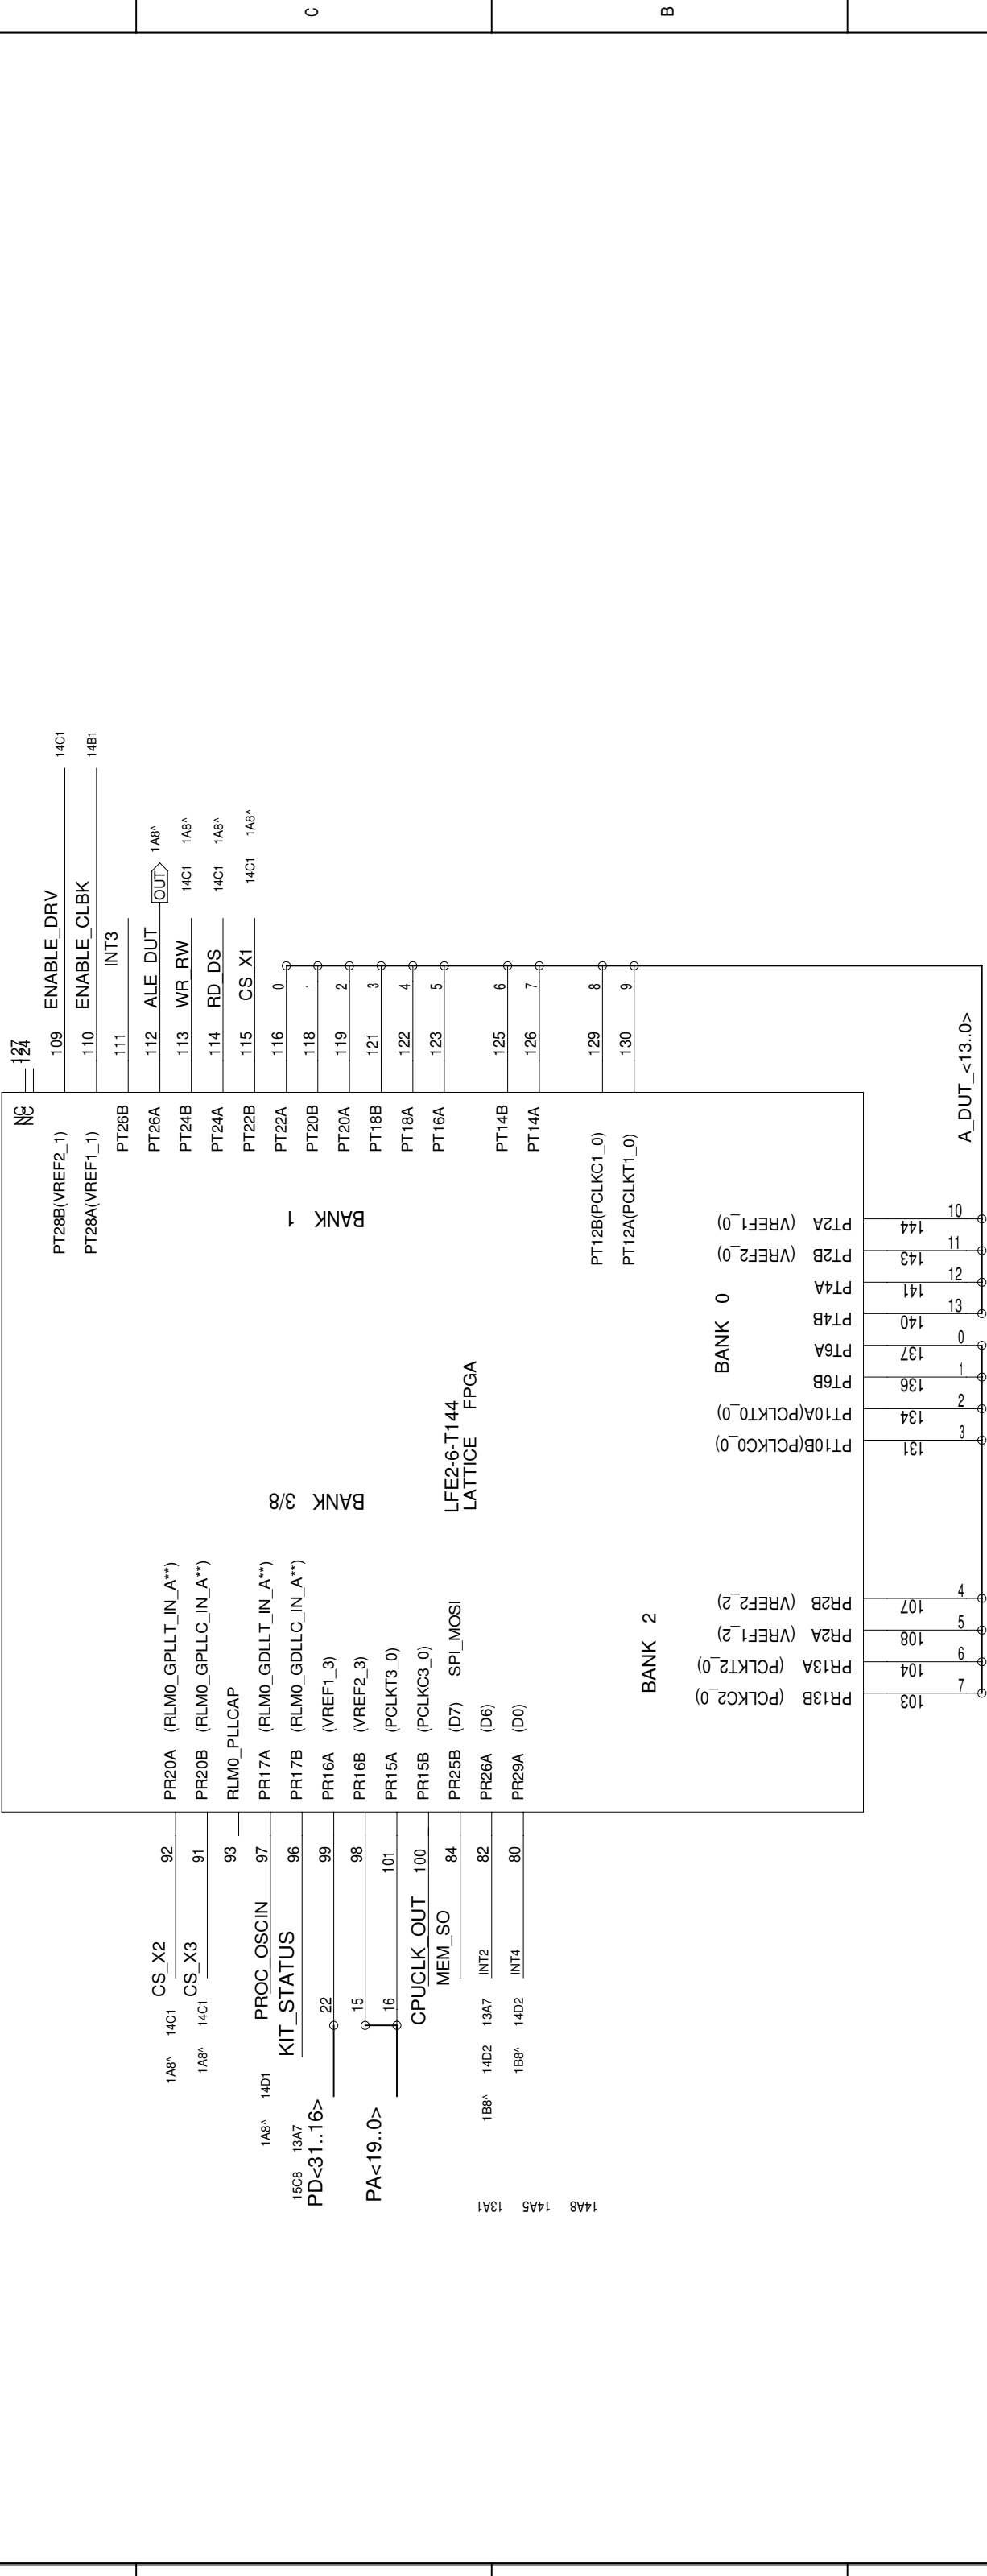 C
B
NC 127
NC 124
PT28B(VREF2_1) 109 ENABLE_DRV 14C1
PT28A(VREF1_1) 110 ENABLE_CLBK 14B1
PT26B 111 INT3
PT26A 112 ALE_DUT OUT 1A8^
PT24B 113 WR_RW 14C1 1A8^
PT24A 114 RD_DS 14C1 1A8^
PT22B 115 CS_X1 14C1 1A8^
PT22A 116 0
PT20B 118 1
PT20A 119 2
PT18B 121 3
PT18A 122 4
PT16A 123 5
PT14B 125 6
PT14A 126 7
PT12B(PCLKC1_0) 129 8
PT12A(PCLKT1_0) 130 9
A_DUT_<13..0>
BANK 1
BANK 0
PT2A (VREF1_0) 144 10
PT2B (VREF2_0) 143 11
PT4A 141 12
PT4B 140 13
PT6A 137 0
PT6B 136 1
PT10A(PCLKT0_0) 134 2
PT10B(PCLKC0_0) 131 3
LFE2-6-T144
LATTICE FPGA
BANK 3/8
BANK 2
PR2B (VREF2_2) 107 4
PR2A (VREF1_2) 108 5
PR13A (PCLKT2_0) 104 6
PR13B (PCLKC2_0) 103 7
1A8^ 14C1 CS_X2 92 PR20A (RLM0_GPLLT_IN_A**)
1A8^ 14C1 CS_X3 91 PR20B (RLM0_GPLLC_IN_A**)
93 RLM0_PLLCAP
1A8^ 14D1 PROC_OSCIN 97 PR17A (RLM0_GDLLT_IN_A**)
15C8 13A7 KIT_STATUS 96 PR17B (RLM0_GDLLC_IN_A**)
PD<31..16> 22 99 PR16A (VREF1_3)
15 98 PR16B (VREF2_3)
PA<19..0> 16 101 PR15A (PCLKT3_0)
CPUCLK_OUT 100 PR15B (PCLKC3_0)
MEM_SO 84 PR25B (D7) SPI_MOSI
1B8^ 14D2 13A7 INT2 82 PR26A (D6)
1B8^ 14D2 INT4 80 PR29A (D0)
14A8 14A5 13A1